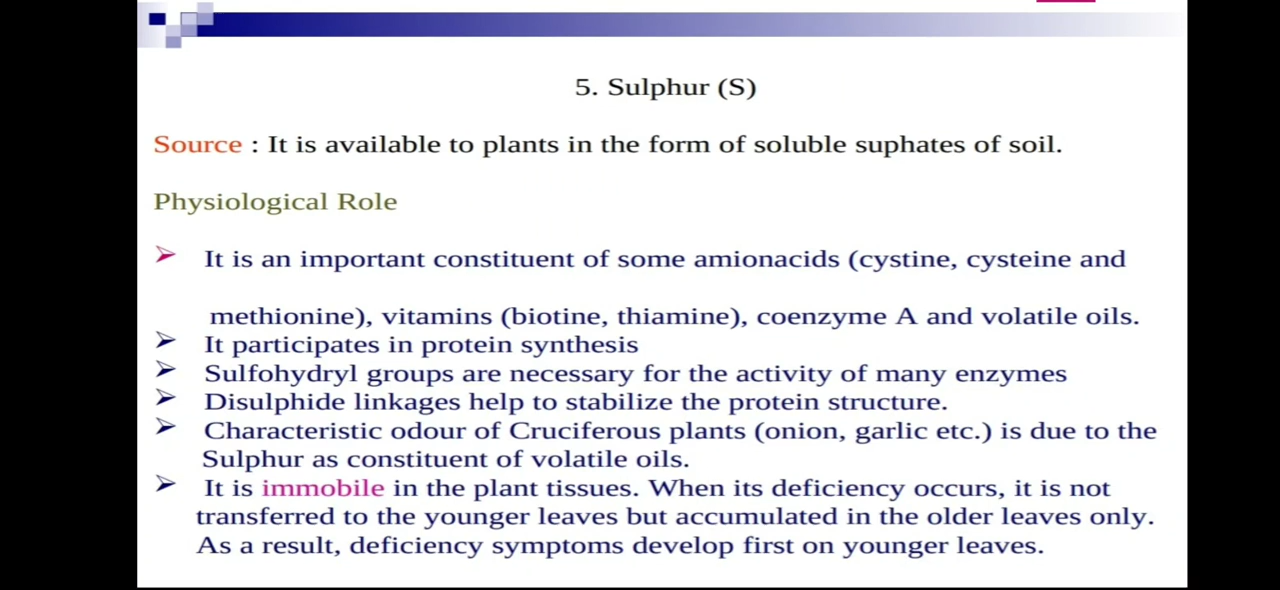 5. Sulphur (S)
Source : It is available to plants in the form of soluble suphates of soil.
Physiological Role
➢ It is an important constituent of some amionacids (cystine, cysteine and
methionine), vitamins (biotine, thiamine), coenzyme A and volatile oils.
➢ It participates in protein synthesis
➢ Sulfohydryl groups are necessary for the activity of many enzymes
➢ Disulphide linkages help to stabilize the protein structure.
➢ Characteristic odour of Cruciferous plants (onion, garlic etc.) is due to the
Sulphur as constituent of volatile oils.
➢ It is immobile in the plant tissues. When its deficiency occurs, it is not
transferred to the younger leaves but accumulated in the older leaves only.
As a result, deficiency symptoms develop first on younger leaves.